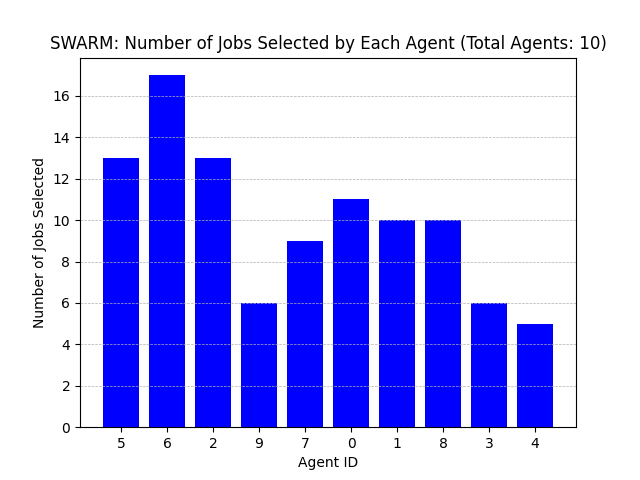 SWARM: Number of Jobs Selected by Each Agent (Total Agents: 10)
Number of Jobs Selected
16
14
12
10
8
6
4
2
0
5 6 2 9 7 0 1 8 3 4
Agent ID